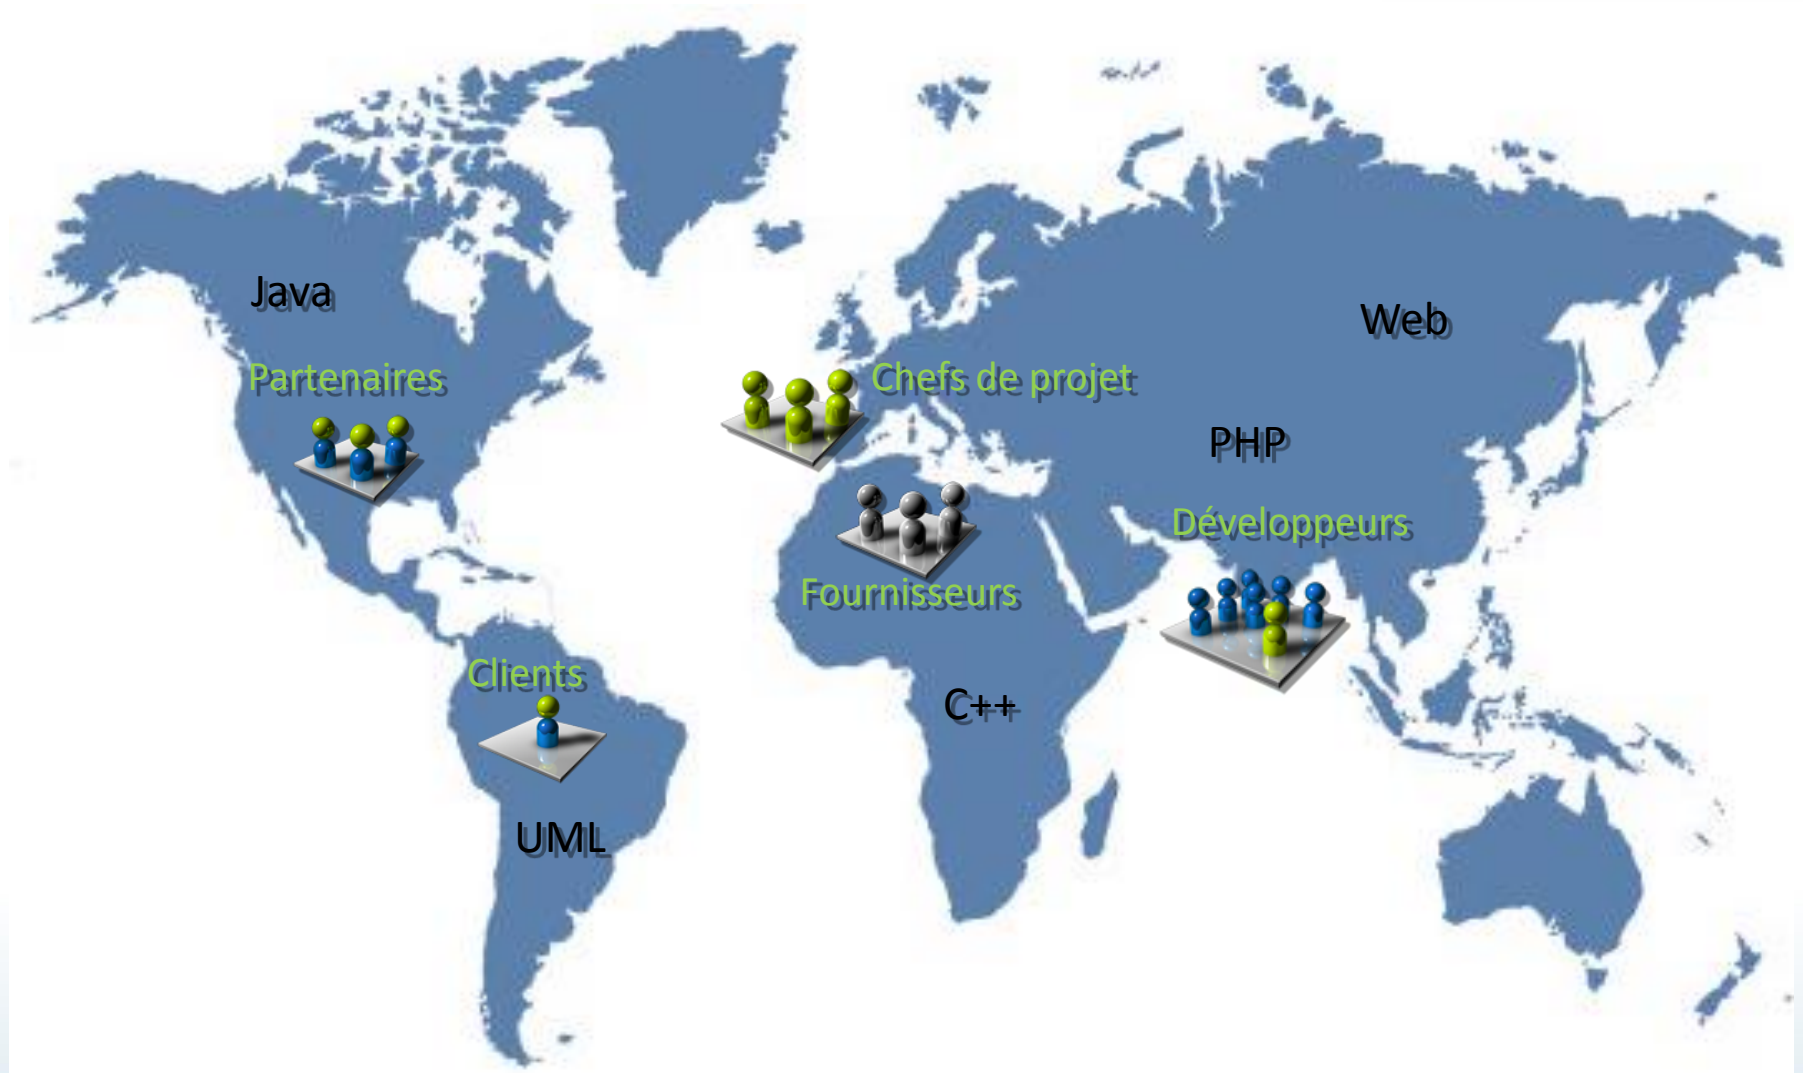 Java
Web
Partenaires
Chefs de projet
PHP
Développeurs
Fournisseurs
Clients
C++
UML